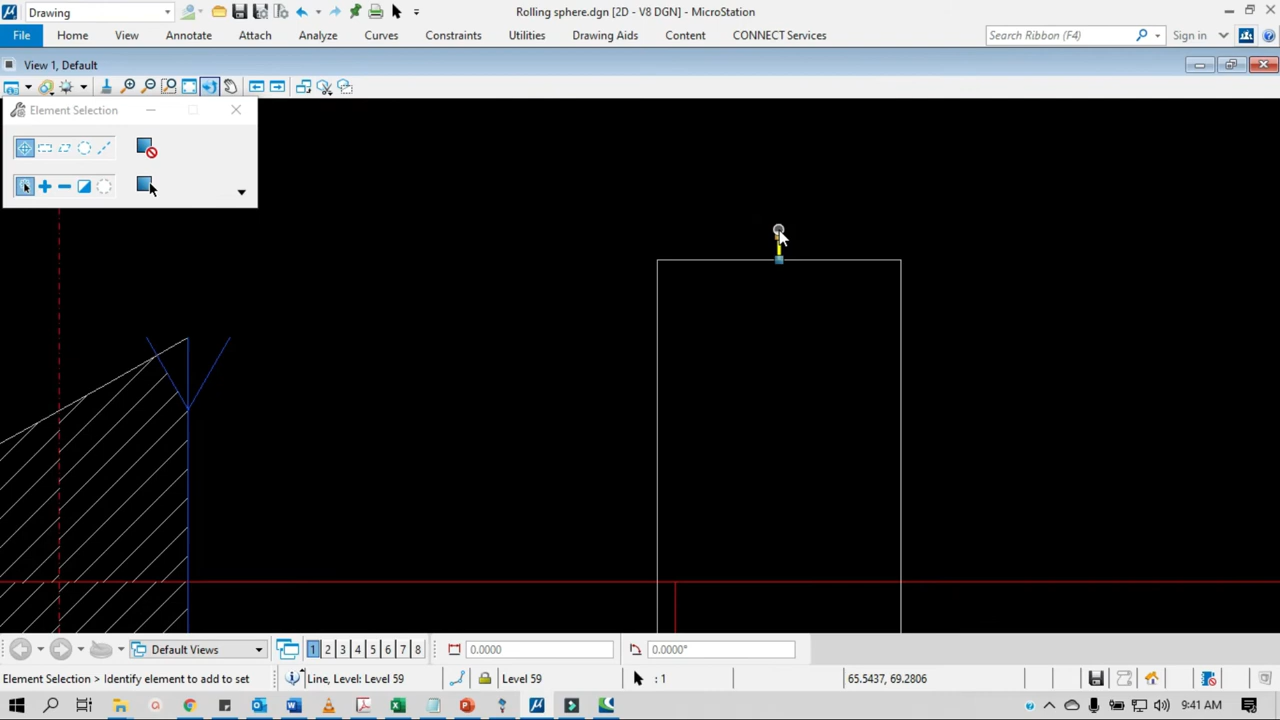 Drawing
Rolling sphere.dgn [2D - V8 DGN] - MicroStation
File Home View Annotate Attach Analyze Curves Constraints Utilities Drawing Aids Content CONNECT Services Search Ribbon (F4) Sign in
View 1, Default
Element Selection
Default Views 1 2 3 4 5 6 7 8 0.0000 0.0000°
Element Selection > Identify element to add to set Line, Level: Level 59 Level 59 : 1 65.5437, 69.2806
9:41 AM